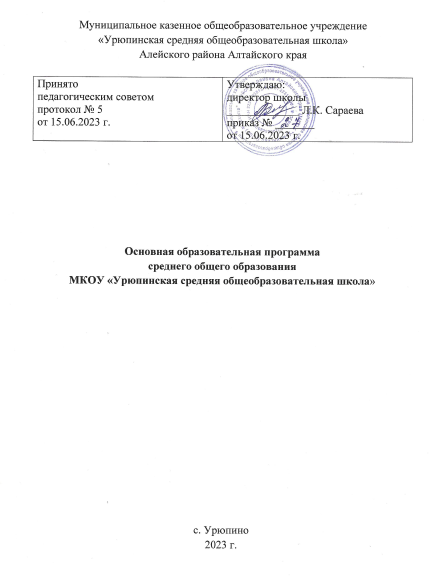 Муниципальное казенное общеобразовательное учреждение
«Урюпинская средняя общеобразовательная школа»
Алейского района Алтайского края
Принято
педагогическим советом
протокол № 5
от 15.06.2023 г.
Утверждаю:
директор школы
Л.К. Сараева
приказ №
от 15.06.2023 г.
Основная образовательная программа
среднего общего образования
МКОУ «Урюпинская средняя общеобразовательная школа»
с. Урюпино
2023 г.